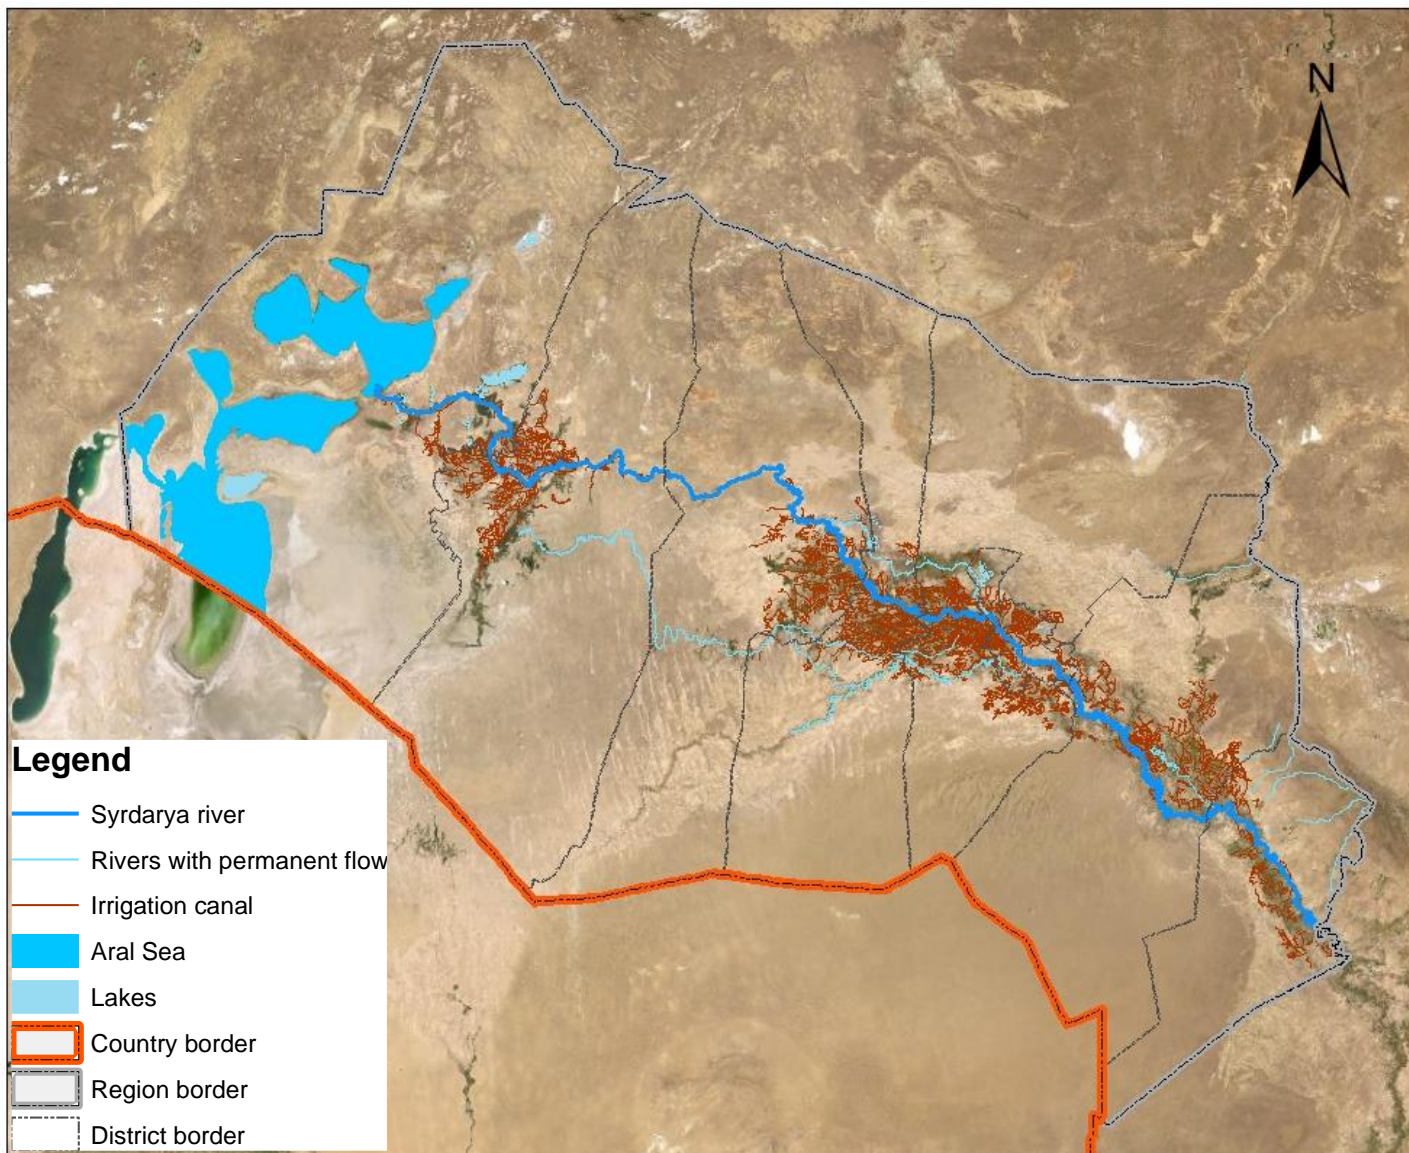 N
Legend
Syrdarya river
Rivers with permanent flow
Irrigation canal
Aral Sea
Lakes
Country border
Region border
District border